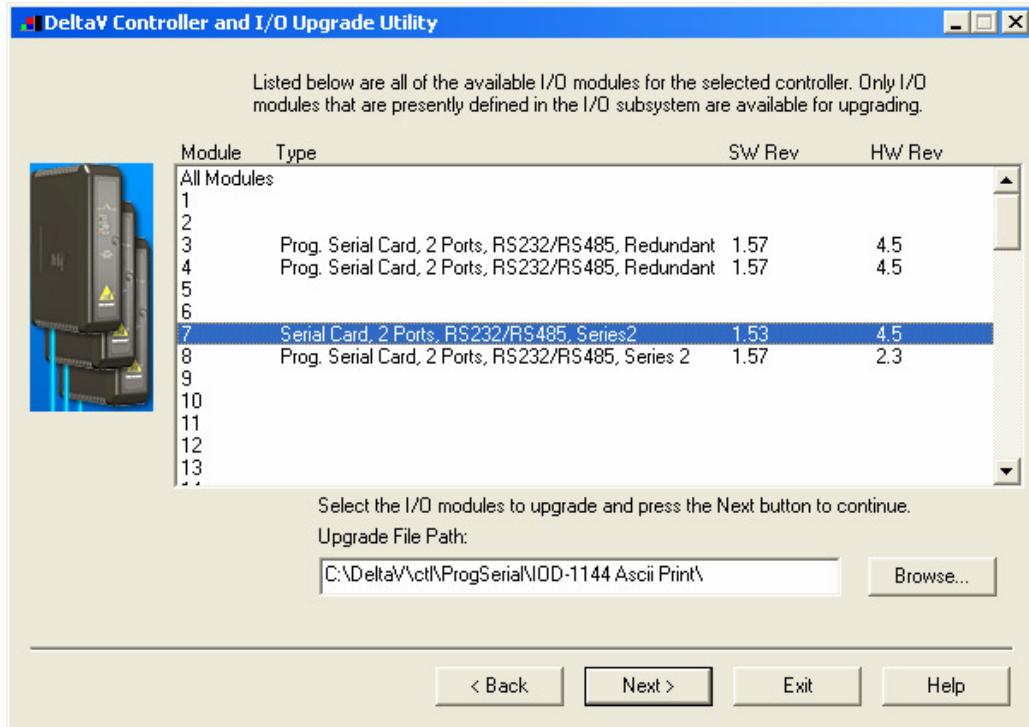 DeltaV Controller and I/O Upgrade Utility
Listed below are all of the available I/O modules for the selected controller. Only I/O
modules that are presently defined in the I/O subsystem are available for upgrading.
Module Type SW Rev HW Rev
All Modules
1
2
3 Prog. Serial Card, 2 Ports, RS232/RS485, Redundant 1.57 4.5
4 Prog. Serial Card, 2 Ports, RS232/RS485, Redundant 1.57 4.5
5
6
7 Serial Card, 2 Ports, RS232/RS485, Series2 1.53 4.5
8 Prog. Serial Card, 2 Ports, RS232/RS485, Series 2 1.57 2.3
9
10
11
12
13
Select the I/O modules to upgrade and press the Next button to continue.
Upgrade File Path:
C:\DeltaV\ctl\ProgSerial\IOD-1144 Ascii Print\
Browse...
< Back Next > Exit Help